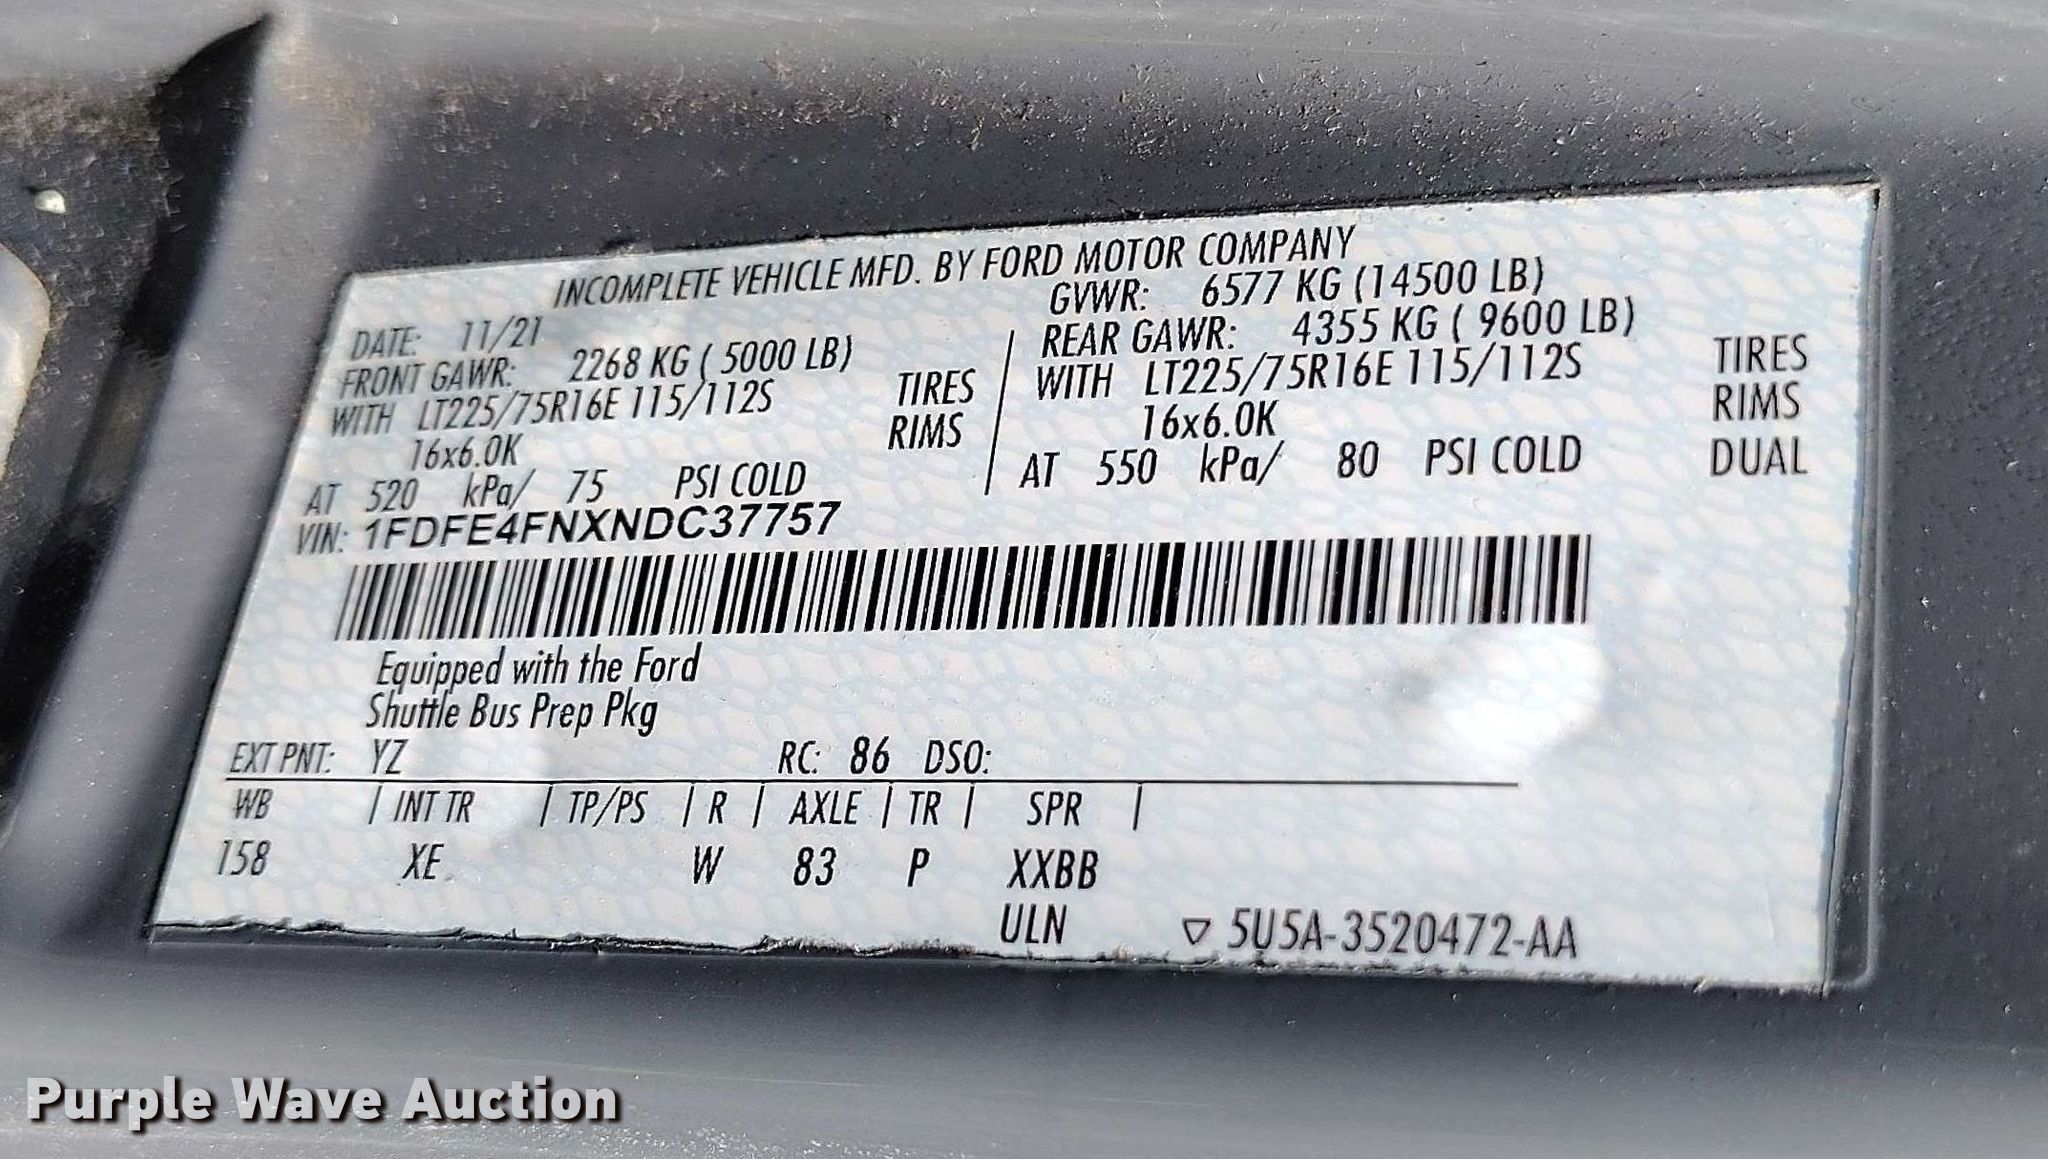 INCOMPLETE VEHICLE MFD. BY FORD MOTOR COMPANY
DATE: 11/21 GVWR: 6577 KG (14500 LB)
FRONT GAWR: 2268 KG ( 5000 LB) REAR GAWR: 4355 KG ( 9600 LB)
WITH LT225/75R16E 115/112S TIRES WITH LT225/75R16E 115/112S TIRES
16x6.0K RIMS 16x6.0K RIMS
AT 520 kPa/ 75 PSI COLD AT 550 kPa/ 80 PSI COLD DUAL
VIN: 1FDFE4FNXNDC37757
Equipped with the Ford
Shuttle Bus Prep Pkg
EXT PNT: YZ RC: 86 DSO:
WB | INT TR | TP/PS | R | AXLE | TR | SPR |
158 XE W 83 P XXBB
ULN ▽ 5U5A-3520472-AA
Purple Wave Auction